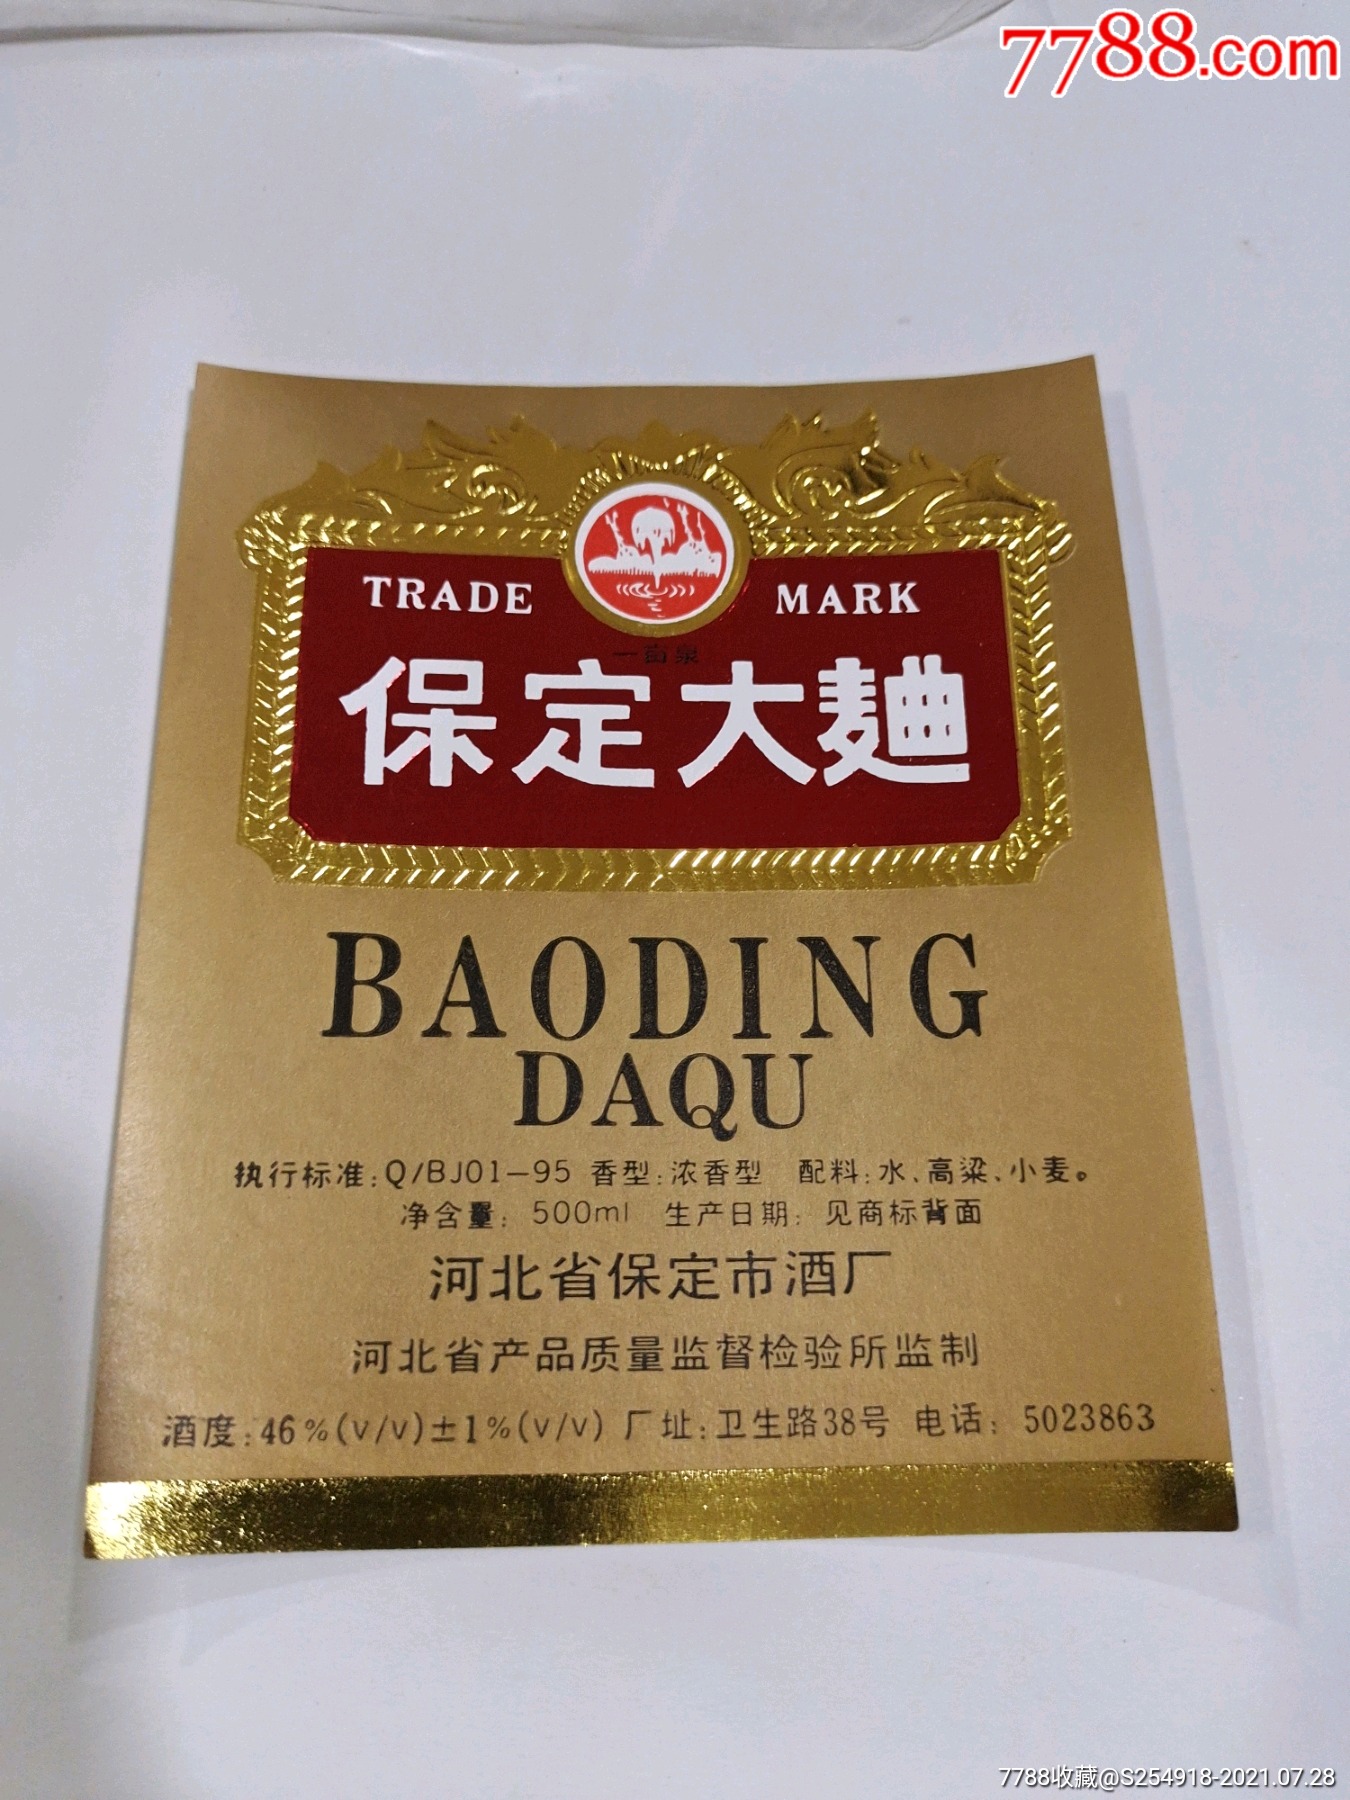 7788.com
TRADE MARK
一亩泉
保定大麯
BAODING
DAQU
执行标准:Q/BJ01-95 香型:浓香型 配料:水、高粱、小麦。
净含量: 500ml 生产日期: 见商标背面
河北省保定市酒厂
河北省产品质量监督检验所监制
酒度:46%(v/v)±1%(v/v) 厂址:卫生路38号 电话: 5023863
7788收藏@S254918-2021.07.28